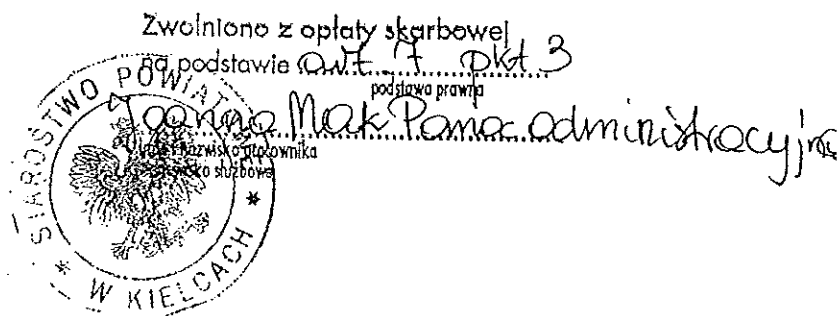 Zwolniono z opłaty skarbowej
na podstawie art. 7 pkt 3
podstawa prawna
Joanna Mak Pomoc administracyjna
imię i nazwisko pracownika
stanowisko służbowe
STAROSTWO POWIATOWE
* W KIELCACH *